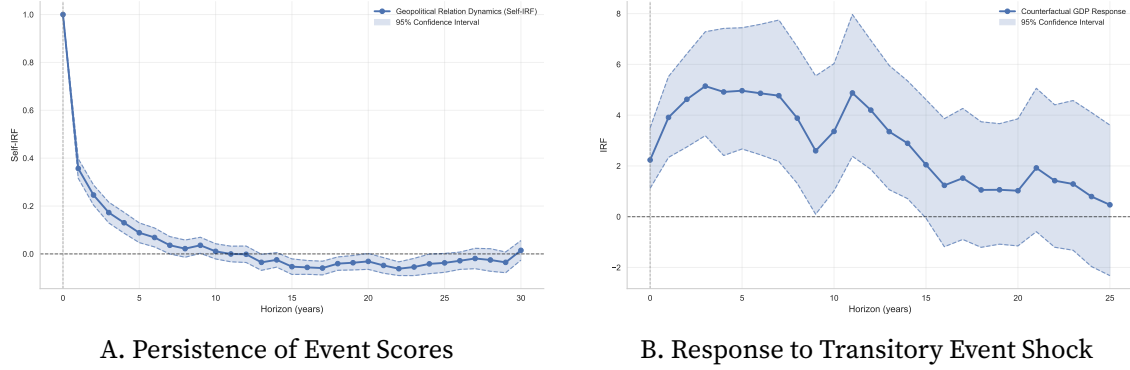 Geopolitical Relation Dynamics (Self-IRF)
95% Confidence Interval
1.0
0.8
0.6
0.4
0.2
0.0
Self-IRF
0 5 10 15 20 25 30
Horizon (years)
A. Persistence of Event Scores
Counterfactual GDP Response
95% Confidence Interval
8
6
4
2
0
−2
IRF
0 5 10 15 20 25
Horizon (years)
B. Response to Transitory Event Shock